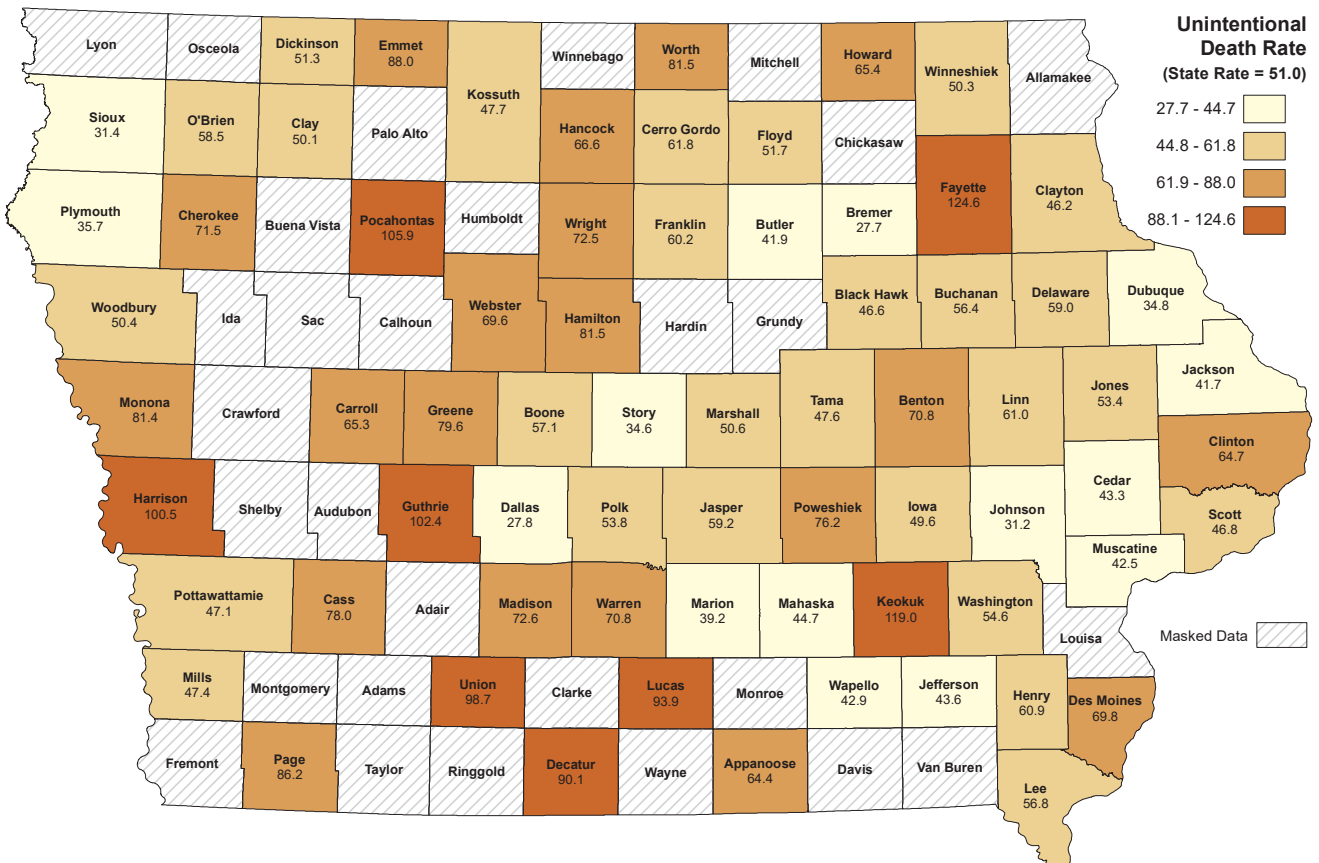 Unintentional
Death Rate
(State Rate = 51.0)
27.7 - 44.7
44.8 - 61.8
61.9 - 88.0
88.1 - 124.6
Lyon
Osceola
Dickinson
51.3
Emmet
88.0
Kossuth
47.7
Winnebago
Worth
81.5
Mitchell
Howard
65.4
Winneshiek
50.3
Allamakee
Sioux
31.4
O'Brien
58.5
Clay
50.1
Palo Alto
Hancock
66.6
Cerro Gordo
61.8
Floyd
51.7
Chickasaw
Plymouth
35.7
Cherokee
71.5
Buena Vista
Pocahontas
105.9
Humboldt
Wright
72.5
Franklin
60.2
Butler
41.9
Bremer
27.7
Fayette
124.6
Clayton
46.2
Woodbury
50.4
Ida
Sac
Calhoun
Webster
69.6
Hamilton
81.5
Hardin
Grundy
Black Hawk
46.6
Buchanan
56.4
Delaware
59.0
Dubuque
34.8
Monona
81.4
Crawford
Carroll
65.3
Greene
79.6
Boone
57.1
Story
34.6
Marshall
50.6
Tama
47.6
Benton
70.8
Linn
61.0
Jones
53.4
Jackson
41.7
Clinton
64.7
Harrison
100.5
Shelby
Audubon
Guthrie
102.4
Dallas
27.8
Polk
53.8
Jasper
59.2
Poweshiek
76.2
Iowa
49.6
Johnson
31.2
Cedar
43.3
Scott
46.8
Muscatine
42.5
Pottawattamie
47.1
Cass
78.0
Adair
Madison
72.6
Warren
70.8
Marion
39.2
Mahaska
44.7
Keokuk
119.0
Washington
54.6
Louisa
Masked Data
Mills
47.4
Montgomery
Adams
Union
98.7
Clarke
Lucas
93.9
Monroe
Wapello
42.9
Jefferson
43.6
Henry
60.9
Des Moines
69.8
Fremont
Page
86.2
Taylor
Ringgold
Decatur
90.1
Wayne
Appanoose
64.4
Davis
Van Buren
Lee
56.8